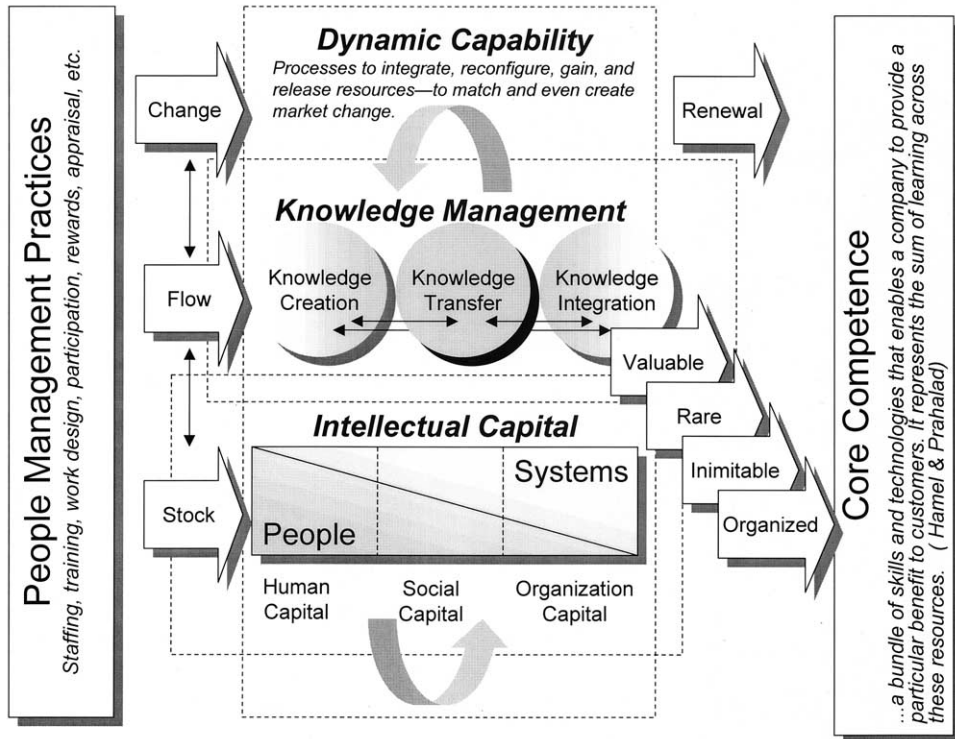 People Management Practices
Staffing, training, work design, participation, rewards, appraisal, etc.
Change
Flow
Stock
Dynamic Capability
Processes to integrate, reconfigure, gain, and
release resources—to match and even create
market change.
Knowledge Management
Knowledge
Creation
Knowledge
Transfer
Knowledge
Integration
Intellectual Capital
Systems
People
Human
Capital
Social
Capital
Organization
Capital
Renewal
Valuable
Rare
Inimitable
Organized
Core Competence
...a bundle of skills and technologies that enables a company to provide a
particular benefit to customers. It represents the sum of learning across
these resources. ( Hamel & Prahalad)